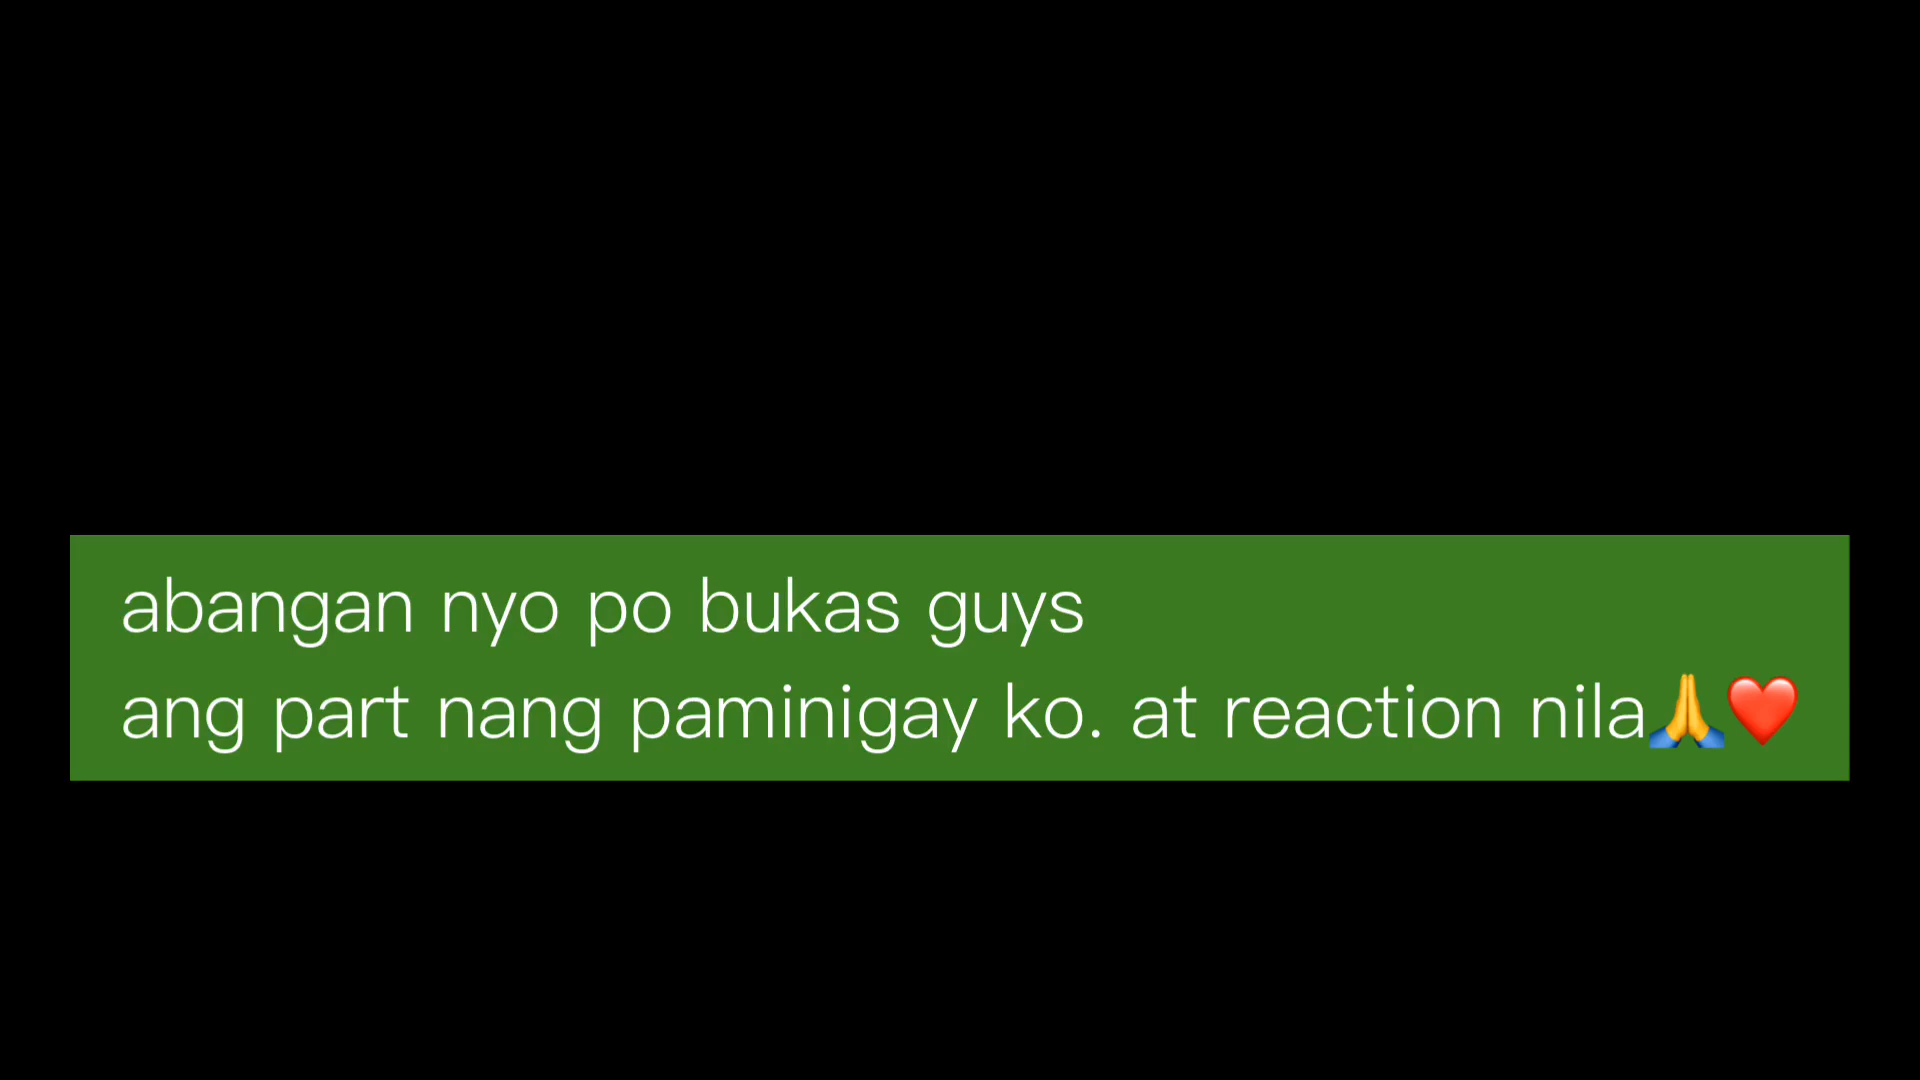 abangan nyo po bukas guys
ang part nang paminigay ko. at reaction nila🙏❤️